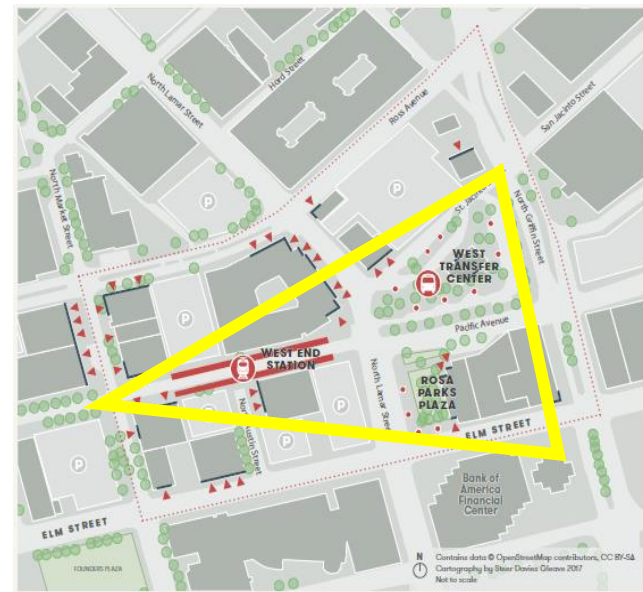 North Lamar Street
Hord Street
Ross Avenue
San Jacinto Street
North Market Street
P
P
St. Jacinto
North Griffin Street
WEST
TRANSFER
CENTER
P
P
Pacific Avenue
WEST END
STATION
ROSA
PARKS
PLAZA
North Lamar Street
Austin Street
P
P
P
ELM STREET
Bank of
America
Financial
Center
ELM STREET
FOUNDERS PLAZA
N
Contains data © OpenStreetMap contributors, CC BY-SA
Cartography by Steer Davies Gleave 2017
Not to scale